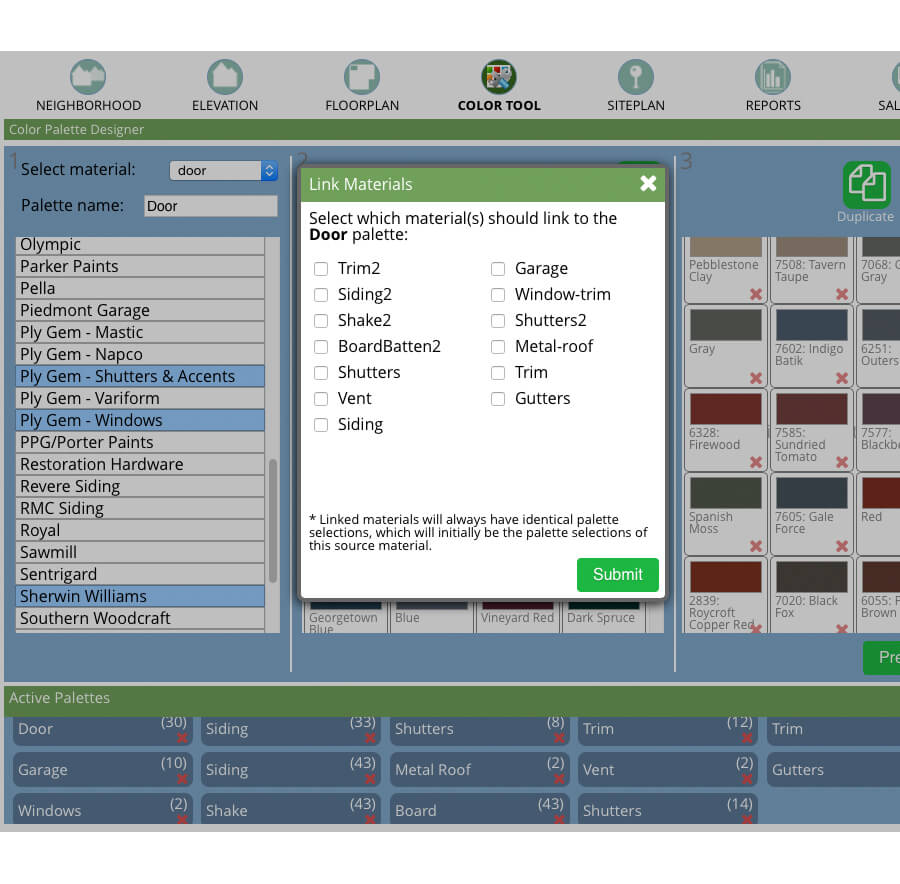 NEIGHBORHOOD ELEVATION FLOORPLAN COLOR TOOL SITEPLAN REPORTS SAL
Color Palette Designer
1 Select material: door
Palette name: Door
Olympic
Parker Paints
Pella
Piedmont Garage
Ply Gem - Mastic
Ply Gem - Napco
Ply Gem - Shutters & Accents
Ply Gem - Variform
Ply Gem - Windows
PPG/Porter Paints
Restoration Hardware
Revere Siding
RMC Siding
Royal
Sawmill
Sentrigard
Sherwin Williams
Southern Woodcraft
2
Link Materials
Select which material(s) should link to the
Door palette:
Trim2 Garage
Siding2 Window-trim
Shake2 Shutters2
BoardBatten2 Metal-roof
Shutters Trim
Vent Gutters
Siding
* Linked materials will always have identical palette
selections, which will initially be the palette selections of
this source material.
Submit
Georgetown Blue Vineyard Red Dark Spruce
Blue
3
Duplicate
Pebblestone 7508: Tavern 7068: G
Clay Taupe Gray
Gray 7602: Indigo 6251:
Batik Outers
6328: 7585: 7577:
Firewood Sundried Blackbe
Tomato
Spanish 7605: Gale Red
Moss Force
2839: 7020: Black 6055: F
Roycroft Fox Brown
Copper Red
Pre
Active Palettes
Door (30) Siding (33) Shutters (8) Trim (12) Trim
Garage (10) Siding (43) Metal Roof (2) Vent (2) Gutters
Windows (2) Shake (43) Board (43) Shutters (14)